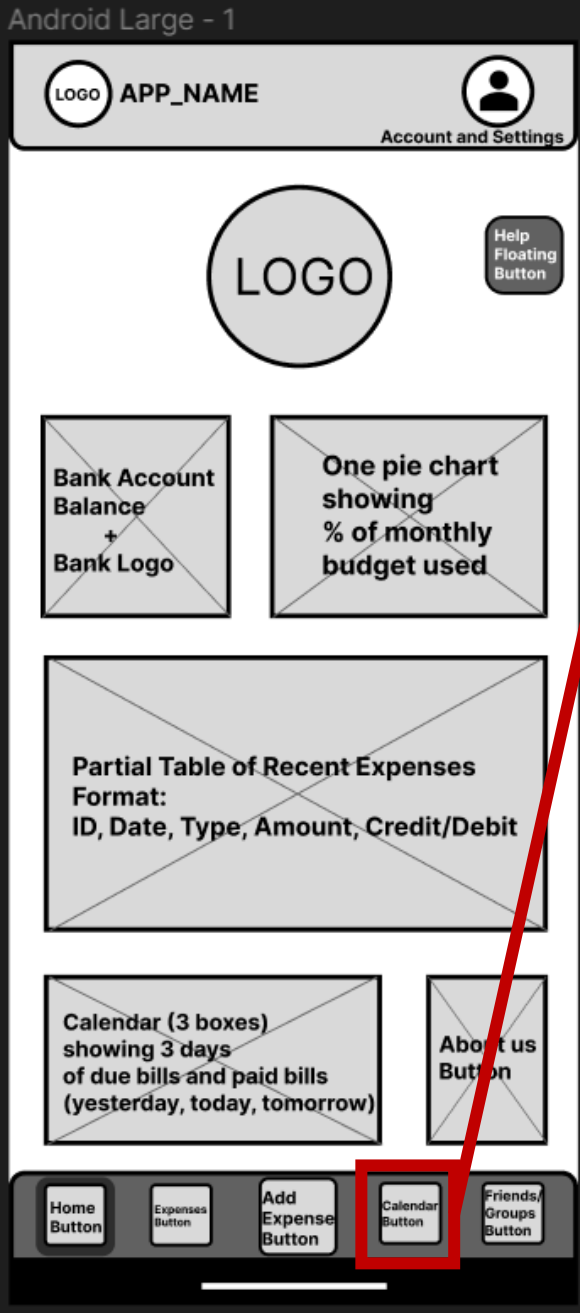 Android Large - 1
LOGO
APP_NAME
Account and Settings
LOGO
Help
Floating
Button
Bank Account
Balance
+
Bank Logo
One pie chart
showing
% of monthly
budget used
Partial Table of Recent Expenses
Format:
ID, Date, Type, Amount, Credit/Debit
Calendar (3 boxes)
showing 3 days
of due bills and paid bills
(yesterday, today, tomorrow)
About us
Button
Home
Button
Expenses
Button
Add
Expense
Button
Calendar
Button
Friends/
Groups
Button